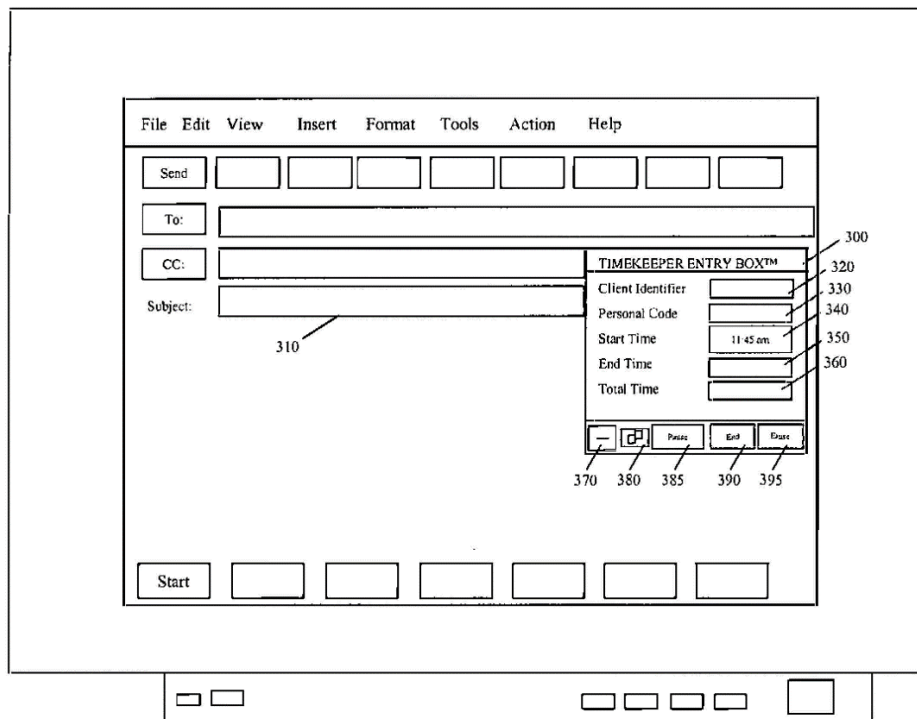 File Edit View Insert Format Tools Action Help
Send
To:
CC:
Subject:
310
TIMEKEEPER ENTRY BOX™
Client Identifier
Personal Code
Start Time 11:45 am
End Time
Total Time
Pause End Erase
300
320
330
340
350
360
370 380 385 390 395
Start